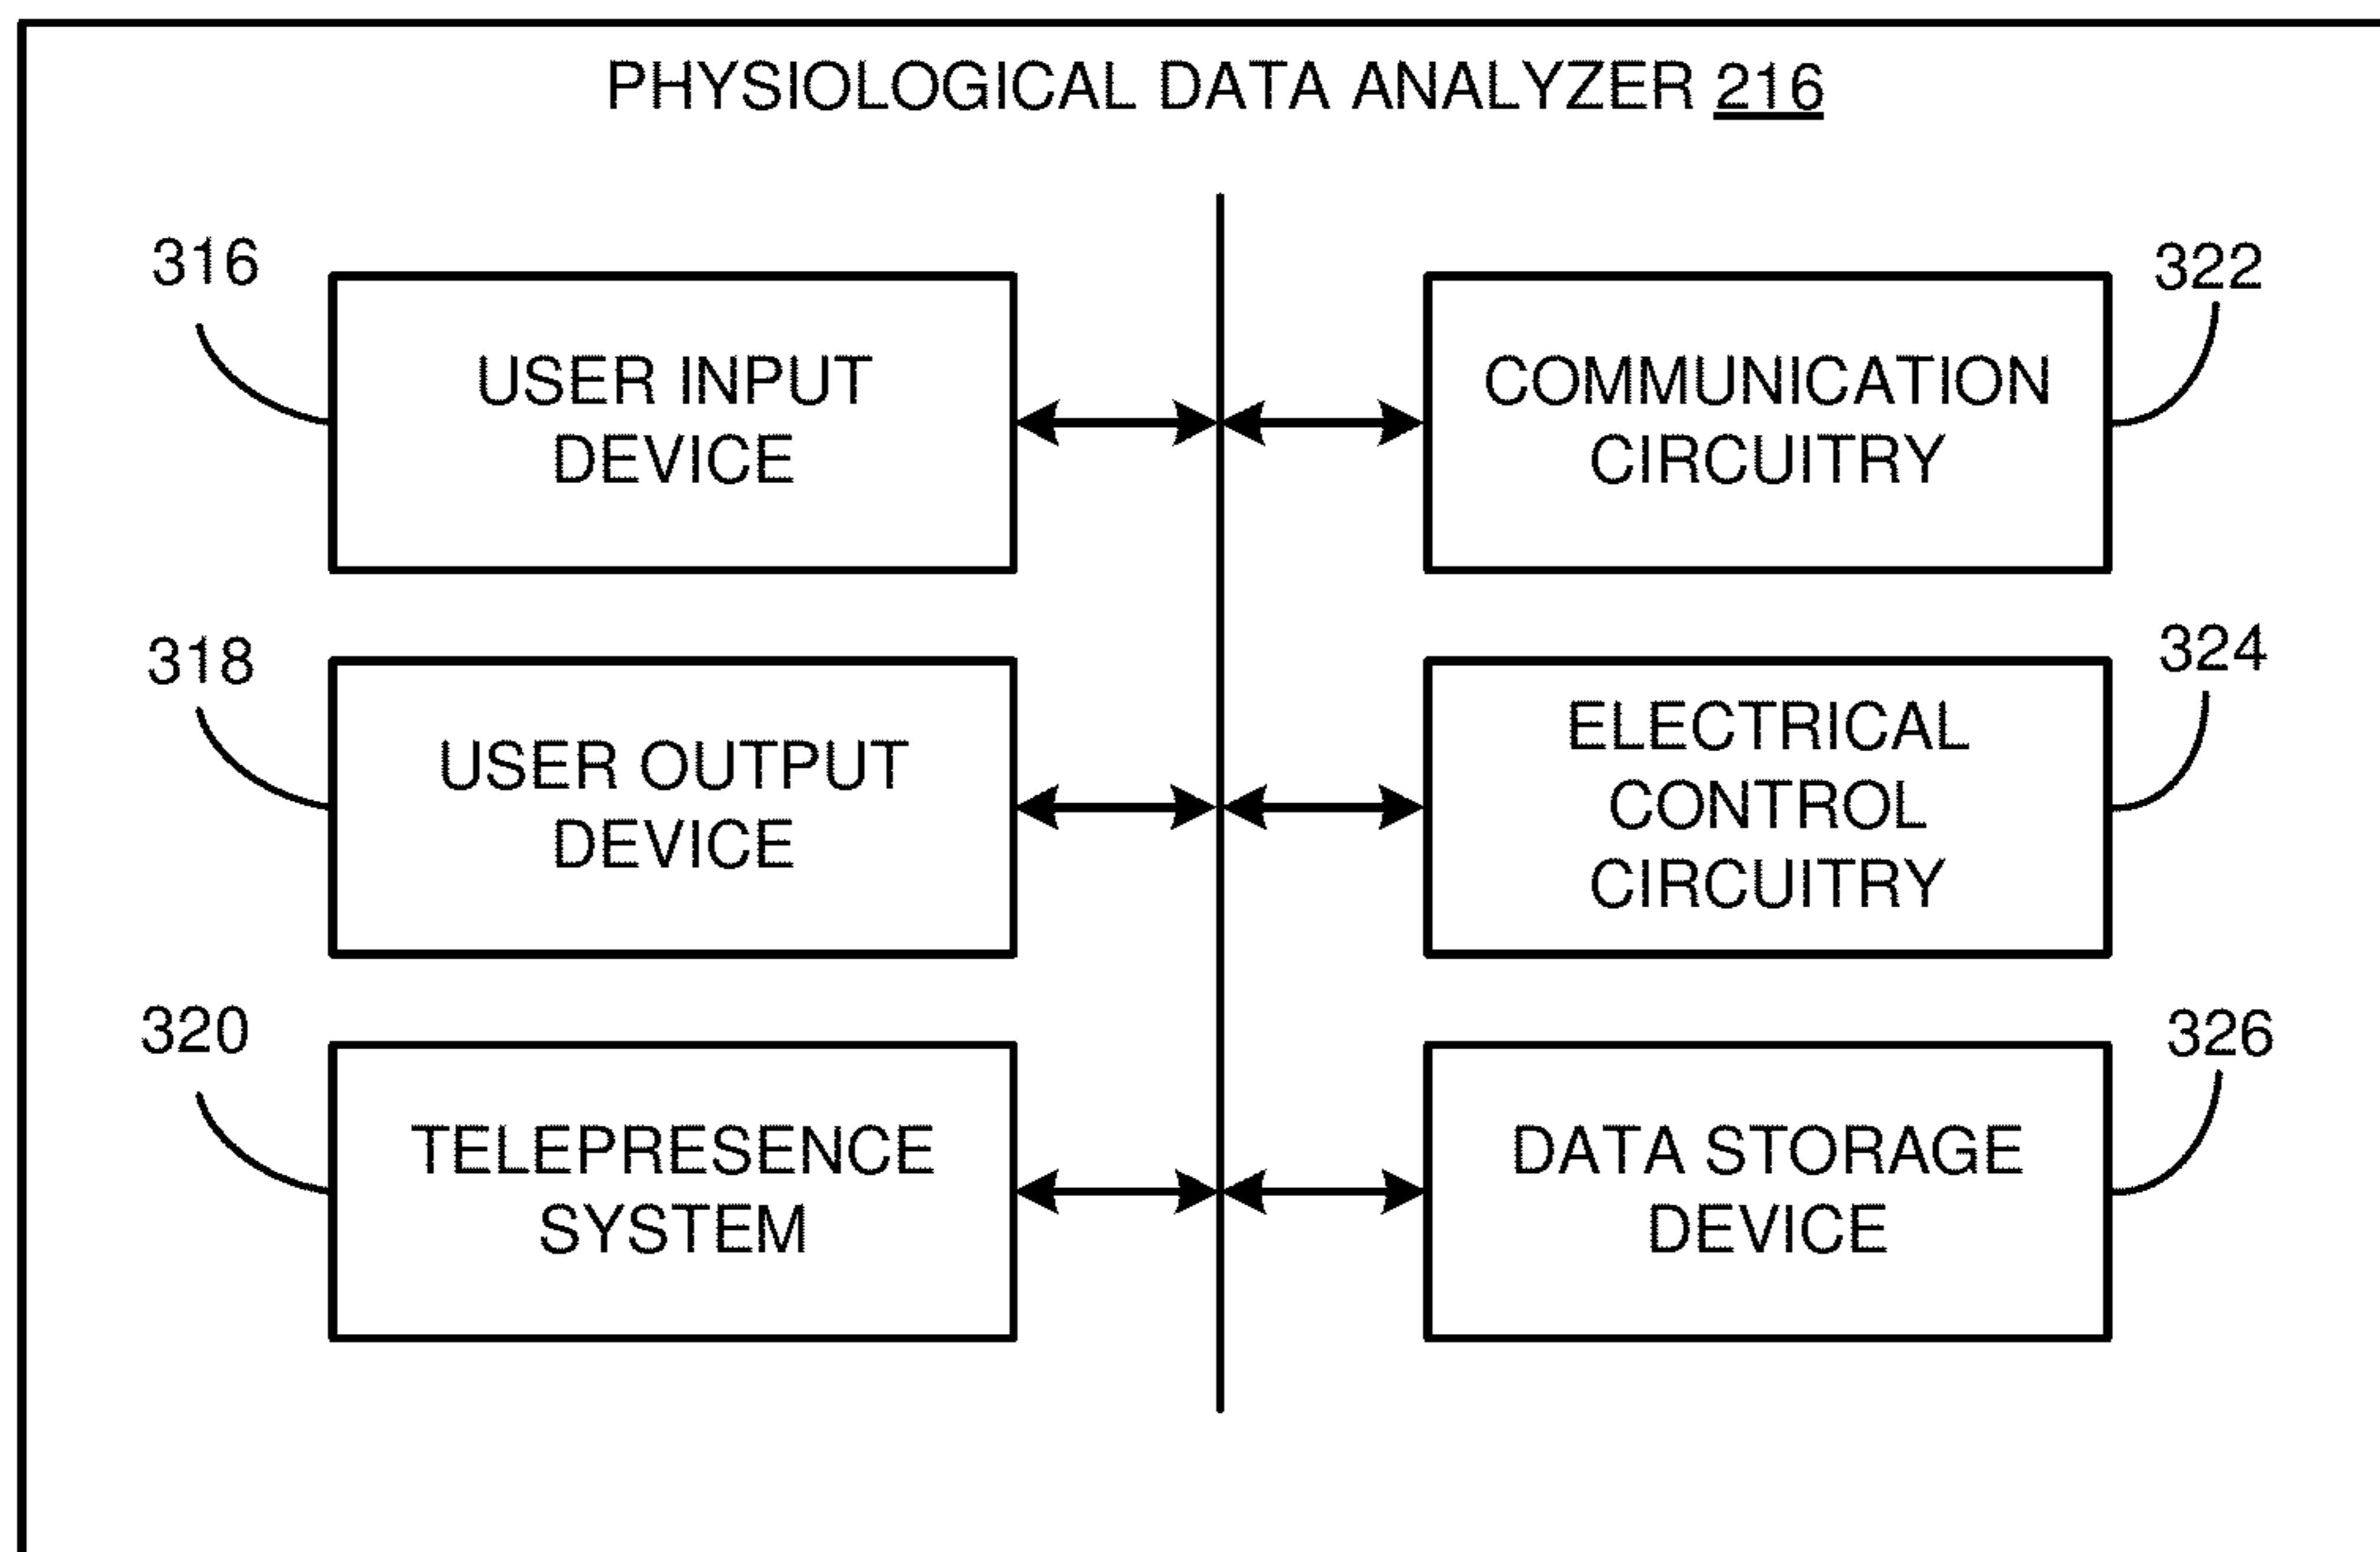 PHYSIOLOGICAL DATA ANALYZER 216
316
USER INPUT
DEVICE
322
COMMUNICATION
CIRCUITRY
318
USER OUTPUT
DEVICE
324
ELECTRICAL
CONTROL
CIRCUITRY
320
TELEPRESENCE
SYSTEM
326
DATA STORAGE
DEVICE